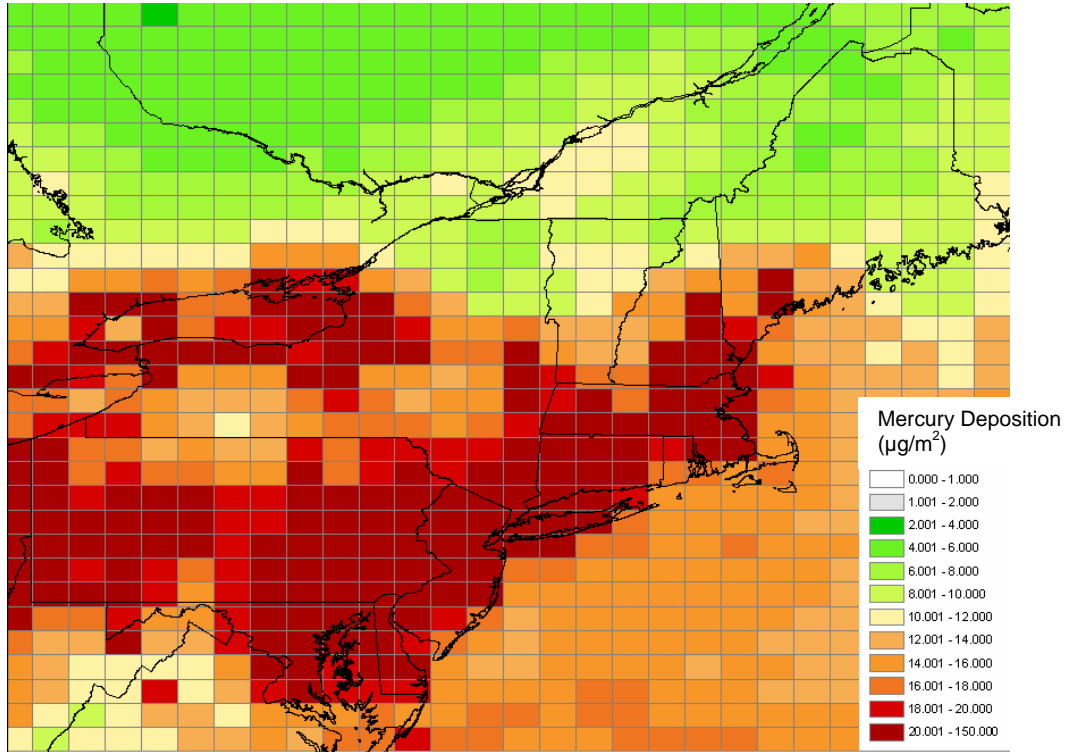 Mercury Deposition
(µg/m²)
0.000 - 1.000
1.001 - 2.000
2.001 - 4.000
4.001 - 6.000
6.001 - 8.000
8.001 - 10.000
10.001 - 12.000
12.001 - 14.000
14.001 - 16.000
16.001 - 18.000
18.001 - 20.000
20.001 - 150.000